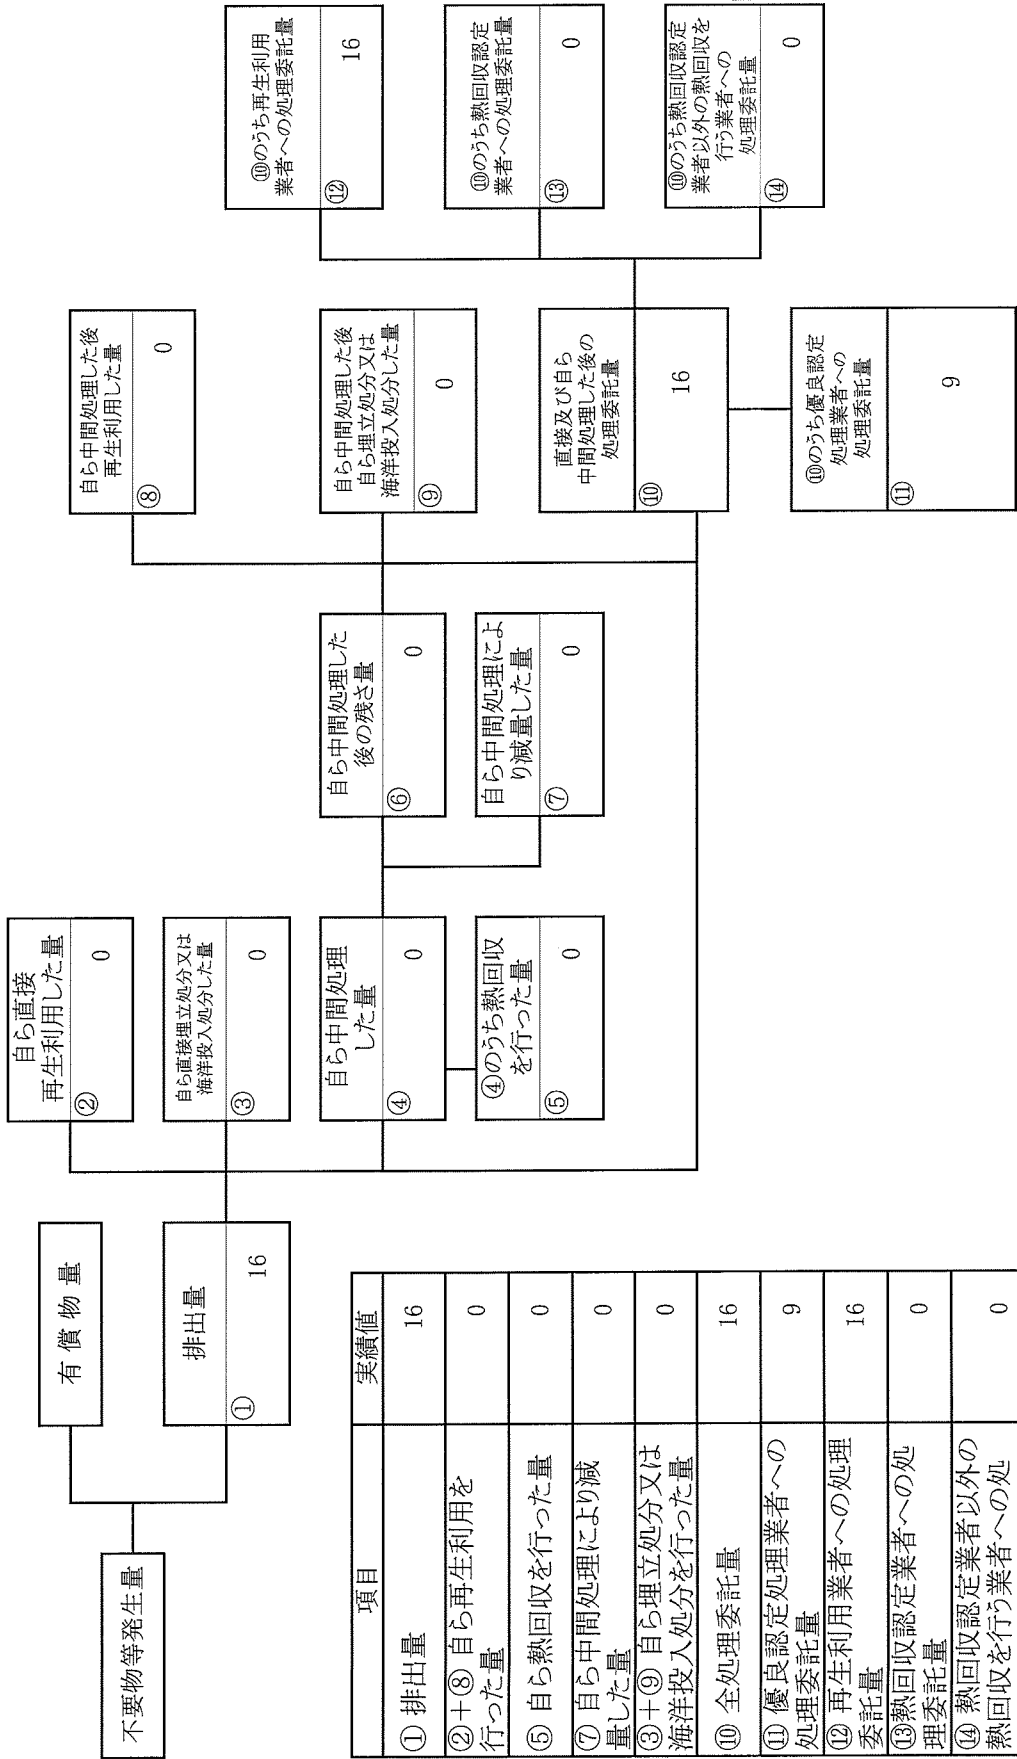 不要物等発生量
有償物量
排出量
① 16
自ら直接
再生利用した量
② 0
自ら直接埋立処分又は
海洋投入処分した量
③ 0
自ら中間処理
した量
④ 0
④のうち熱回収
を行った量
⑤ 0
自ら中間処理した
後の残さ量
⑥ 0
自ら中間処理によ
り減量した量
⑦ 0
自ら中間処理した後
再生利用した量
⑧ 0
自ら中間処理した後
自ら埋立処分又は
海洋投入処分した量
⑨ 0
直接及び自ら
中間処理した後の
処理委託量
⑩ 16
⑩のうち優良認定
処理業者への
処理委託量
⑪ 9
⑩のうち再生利用
業者への処理委託量
⑫ 16
⑩のうち熱回収認定
業者への処理委託量
⑬ 0
⑩のうち熱回収認定
業者以外の熱回収を
行う業者への
処理委託量
⑭ 0
項目 実績値
① 排出量 16
②+⑧ 自ら再生利用を
行った量 0
⑤ 自ら熱回収を行った量 0
⑦ 自ら中間処理により減
量した量 0
③+⑨ 自ら埋立処分又は
海洋投入処分を行った量 0
⑩ 全処理委託量 16
⑪ 優良認定処理業者への
処理委託量 9
⑫ 再生利用業者への処理
委託量 16
⑬熱回収認定業者への処
理委託量 0
⑭ 熱回収認定業者以外の
熱回収を行う業者への処 0